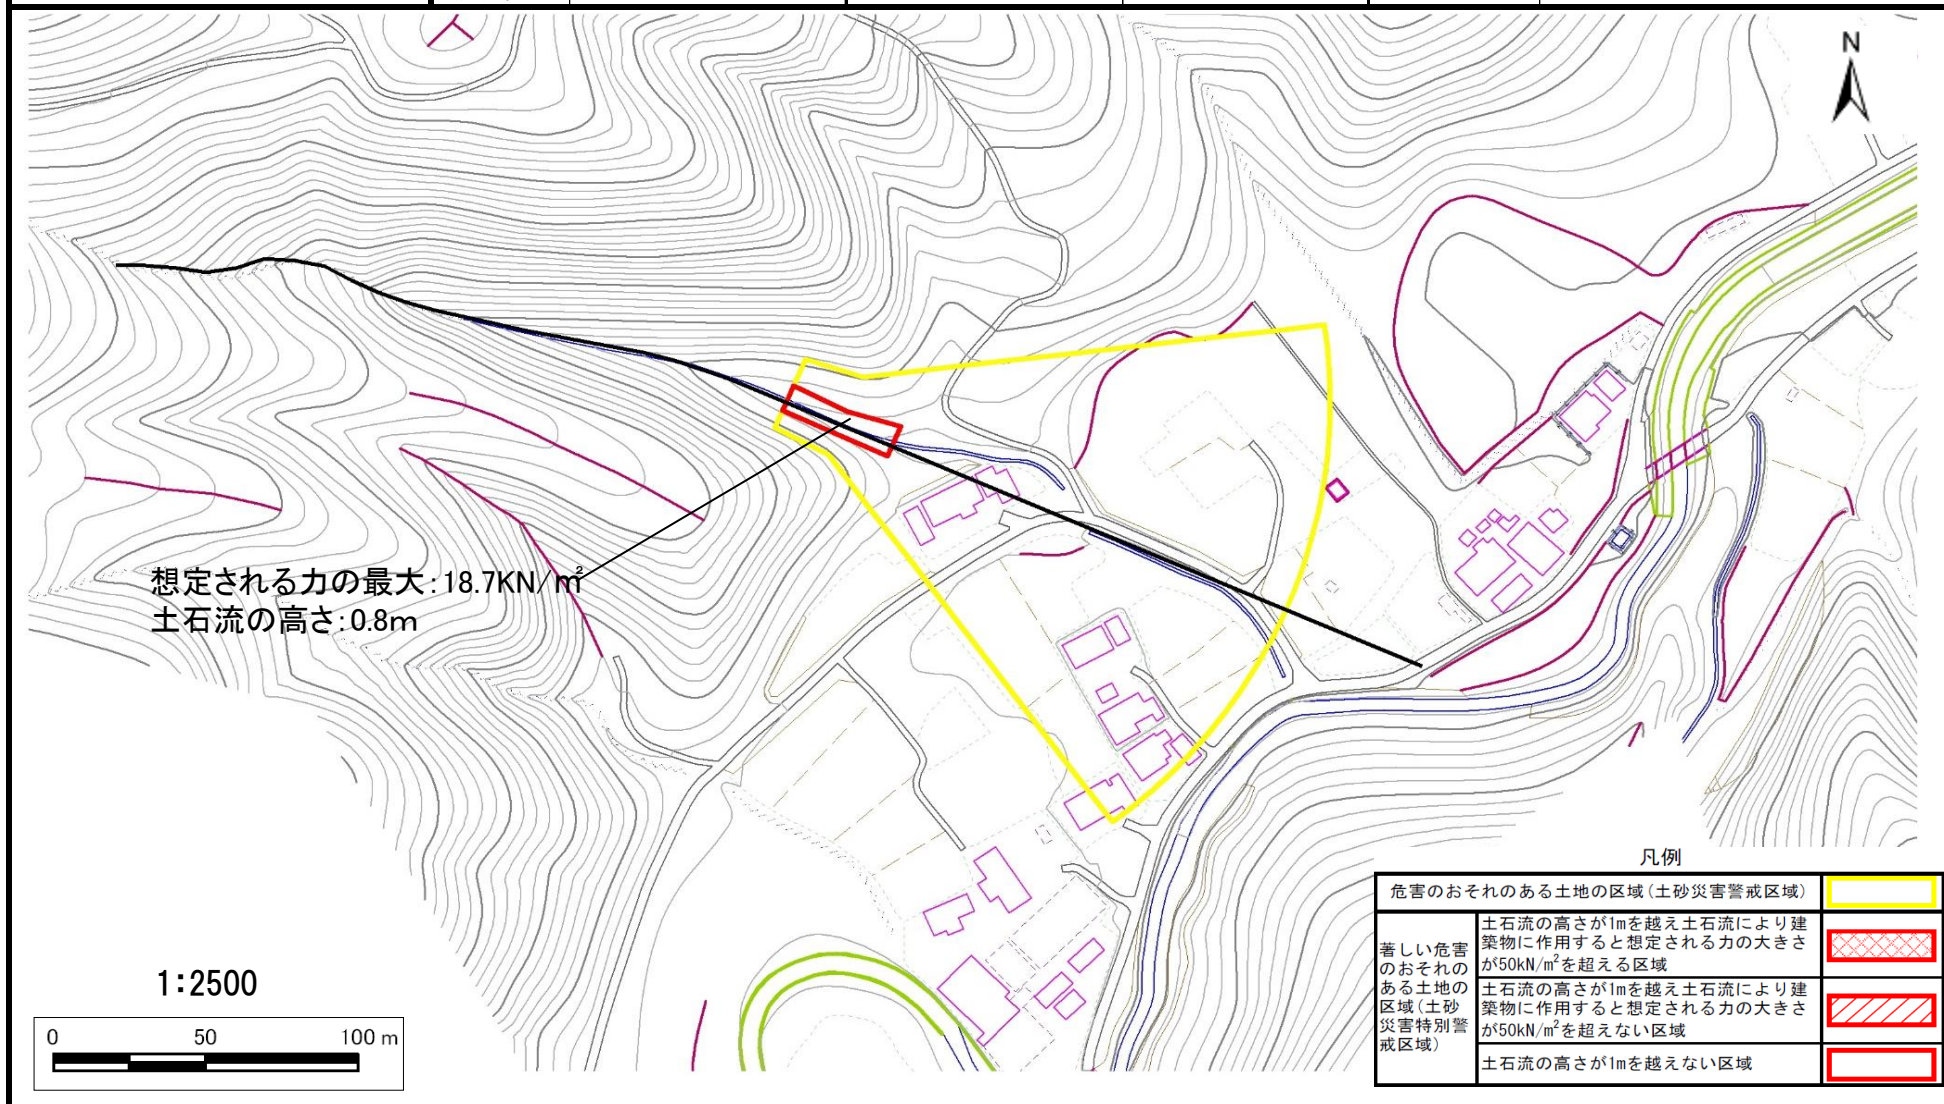 N
想定される力の最大:18.7KN/㎡
土石流の高さ:0.8m
1:2500
0 50 100 m
凡例
危害のおそれのある土地の区域(土砂災害警戒区域)
著しい危害
のおそれの
ある土地の
区域(土砂
災害特別警
戒区域)
土石流の高さが1mを越え土石流により建
築物に作用すると想定される力の大きさ
が50kN/m²を超える区域
土石流の高さが1mを越え土石流により建
築物に作用すると想定される力の大きさ
が50kN/m²を超えない区域
土石流の高さが1mを越えない区域